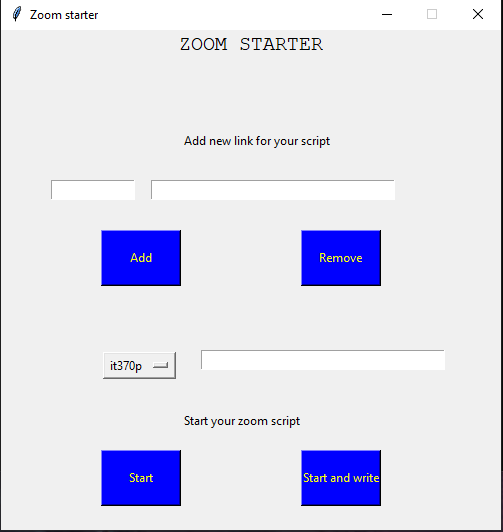 Zoom starter
ZOOM STARTER
Add new link for your script
Add
Remove
it370p
Start your zoom script
Start
Start and write